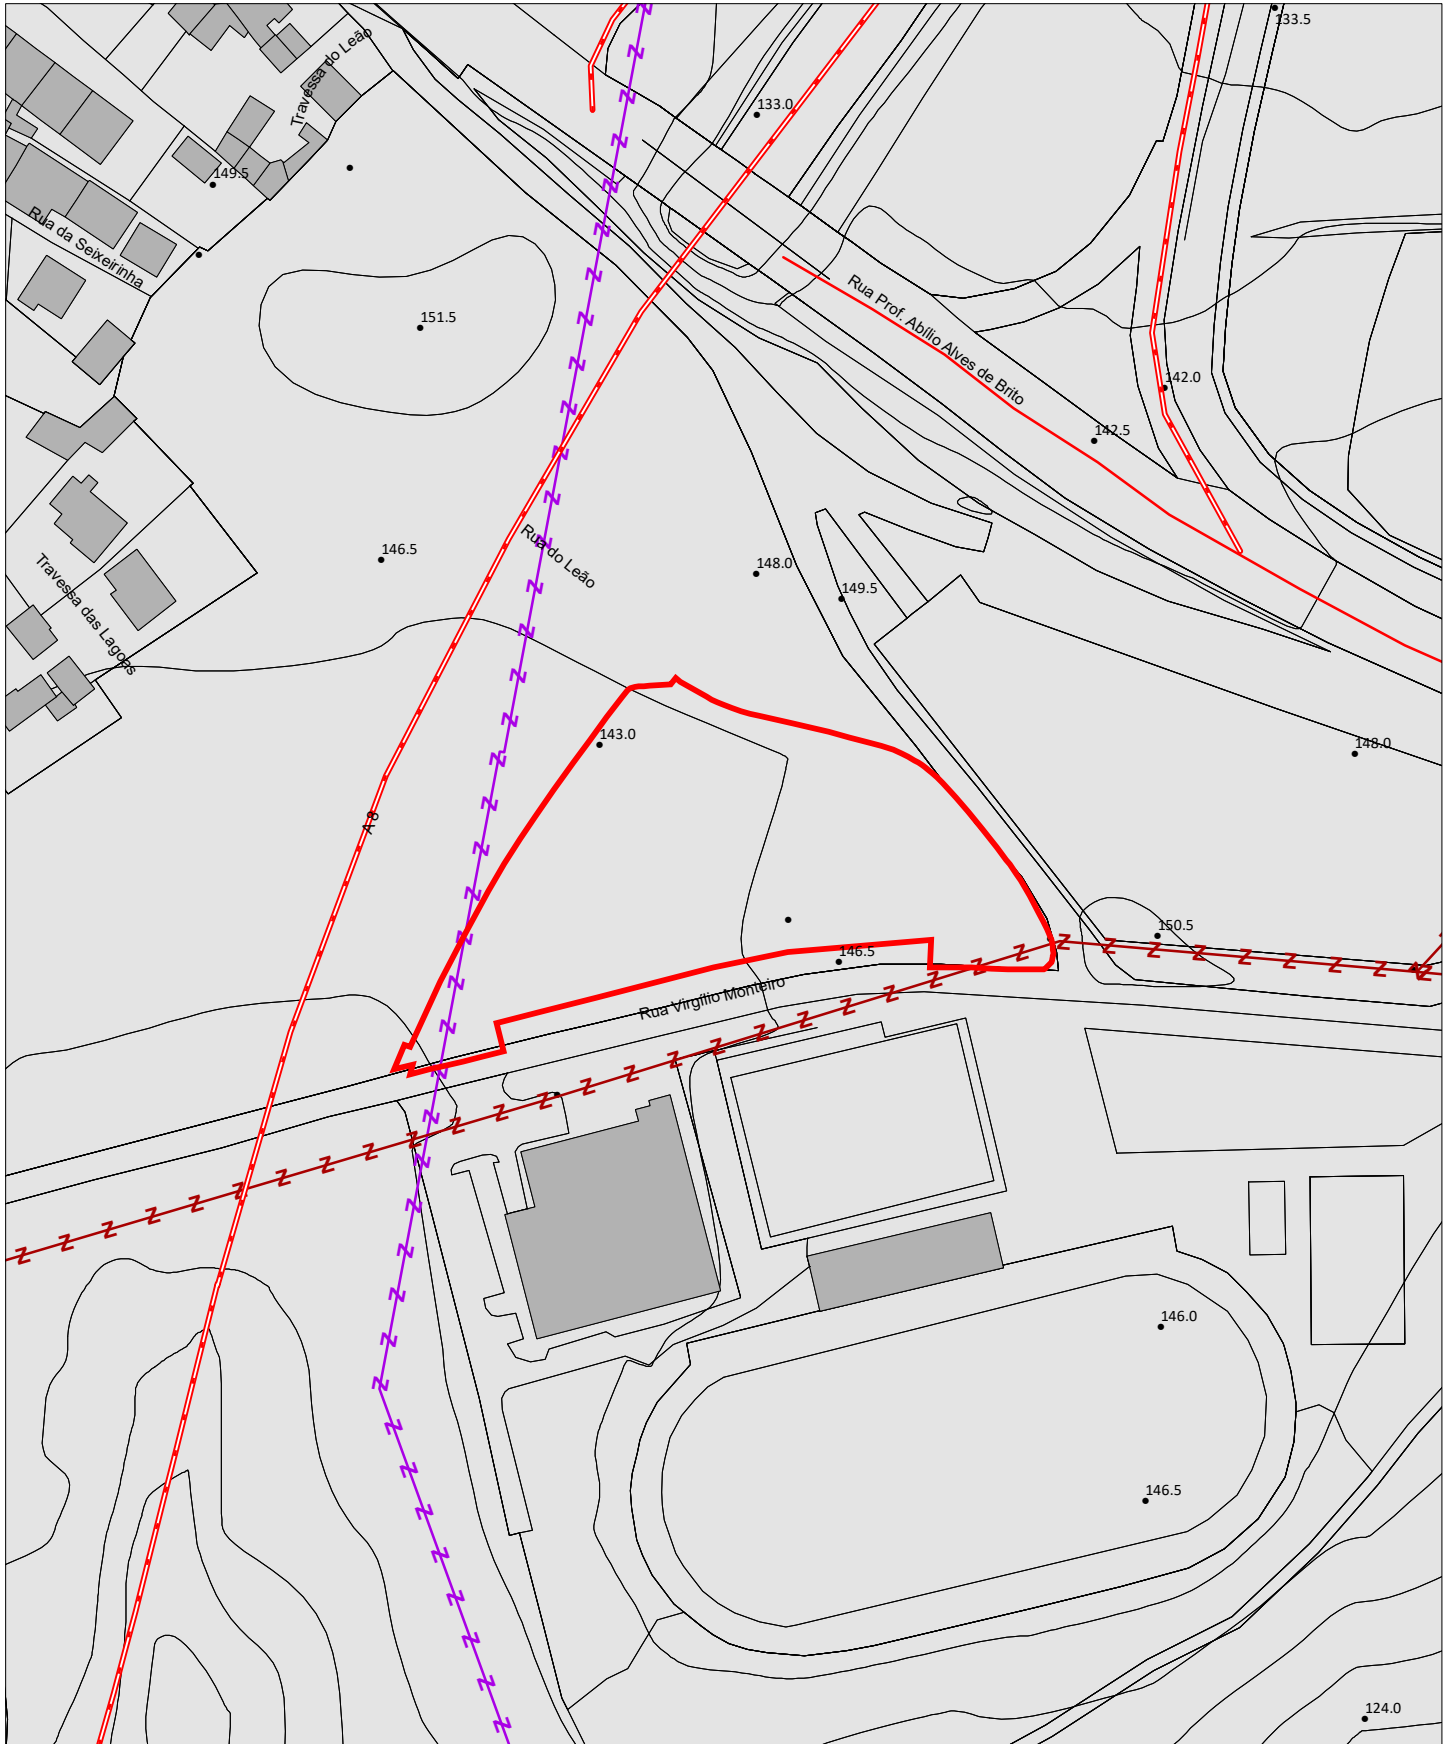 133.5
Travessa do Leão
133.0
149.5
Rua da Seixeirinha
Rua Prof. Abílio Alves de Brito
151.5
142.0
142.5
Rua do Leão
146.5
148.0
149.5
Travessa das Lagoas
143.0
148.0
A 8
150.5
146.5
Rua Virgílio Monteiro
146.0
146.5
124.0